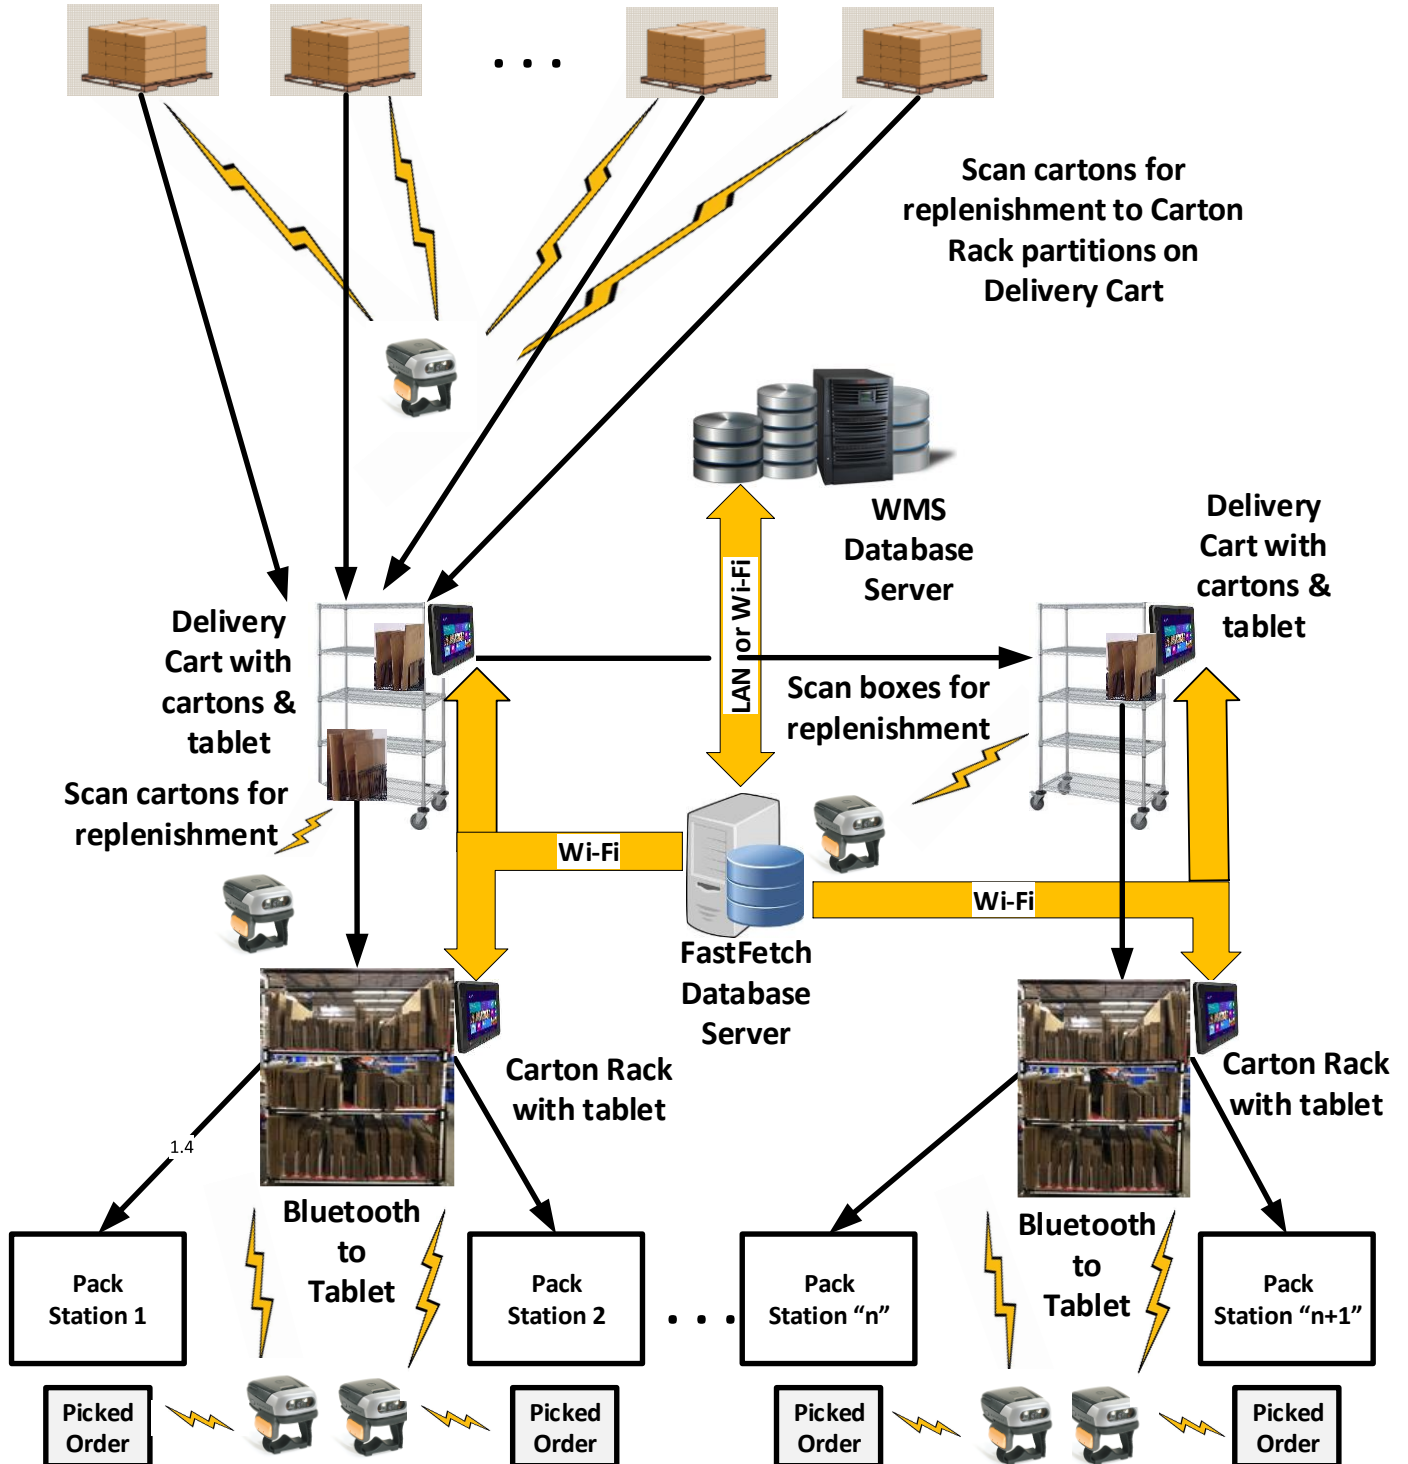 . . .
Scan cartons for
replenishment to Carton
Rack partitions on
Delivery Cart
WMS
Database
Server
Delivery
Cart with
cartons &
tablet
Delivery
Cart with
cartons &
tablet
LAN or Wi-Fi
Scan boxes for
replenishment
Scan cartons for
replenishment
Wi-Fi
Wi-Fi
FastFetch
Database
Server
Carton Rack
with tablet
Carton Rack
with tablet
1.4
Bluetooth
to
Tablet
Bluetooth
to
Tablet
Pack
Station 1
Pack
Station 2
. . .
Pack
Station “n”
Pack
Station “n+1”
Picked
Order
Picked
Order
Picked
Order
Picked
Order